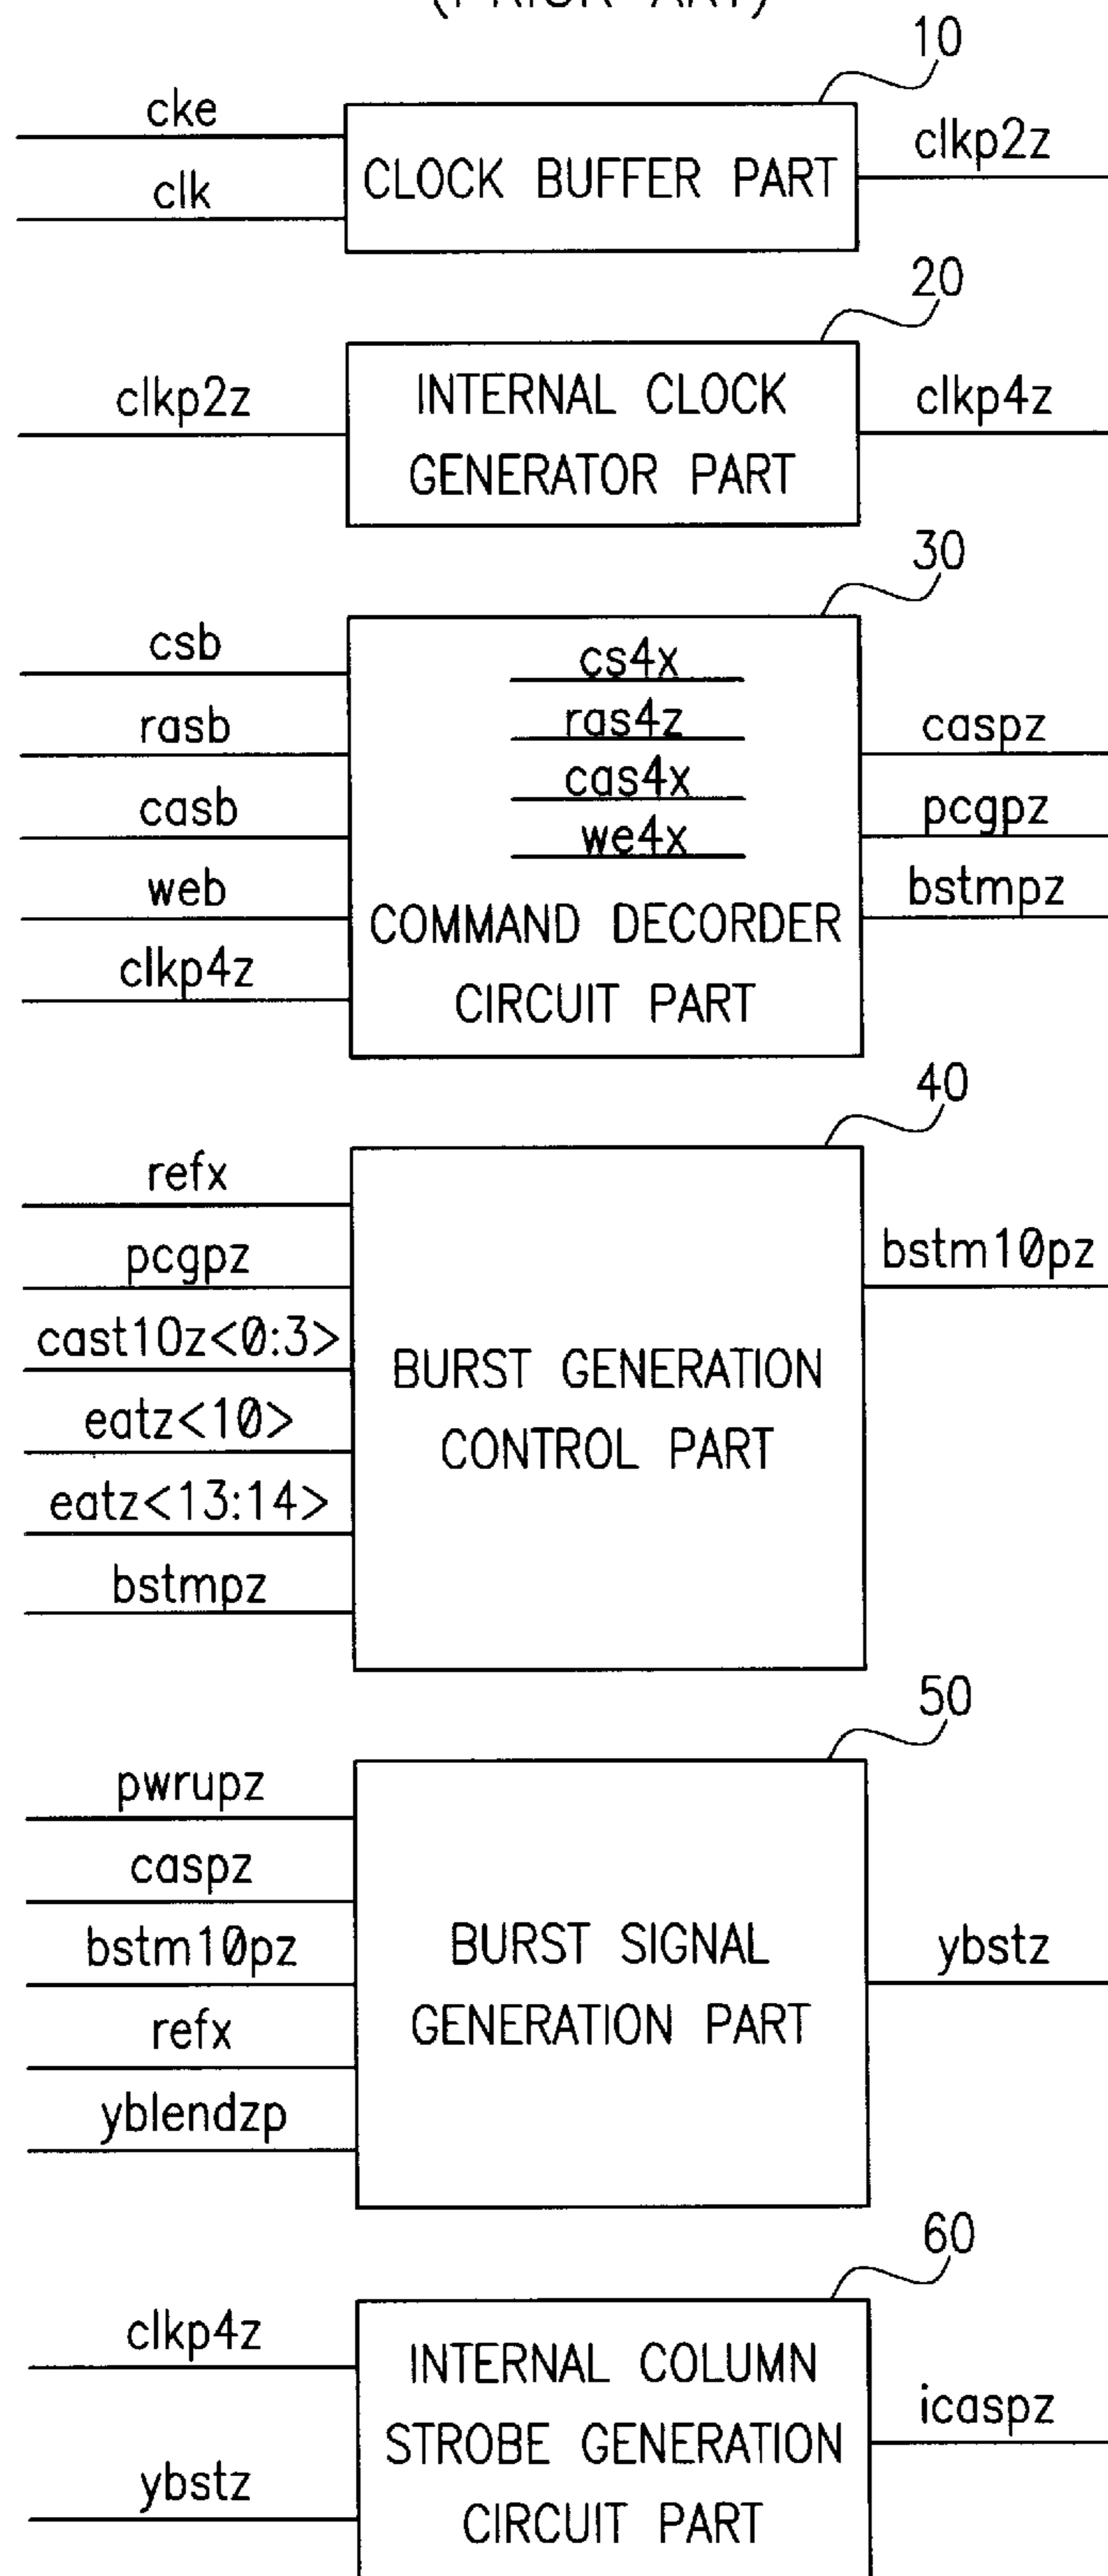 (PRIOR ART)
10
cke
clk
CLOCK BUFFER PART
clkp2z
20
clkp2z
INTERNAL CLOCK
GENERATOR PART
clkp4z
30
csb
rasb
casb
web
clkp4z
cs4x
ras4z
cas4x
we4x
COMMAND DECORDER
CIRCUIT PART
caspz
pcgpz
bstmpz
40
refx
pcgpz
cast10z<0:3>
eatz<10>
eatz<13:14>
bstmpz
BURST GENERATION
CONTROL PART
bstm10pz
50
pwrupz
caspz
bstm10pz
refx
yblendzp
BURST SIGNAL
GENERATION PART
ybstz
60
clkp4z
ybstz
INTERNAL COLUMN
STROBE GENERATION
CIRCUIT PART
icaspz